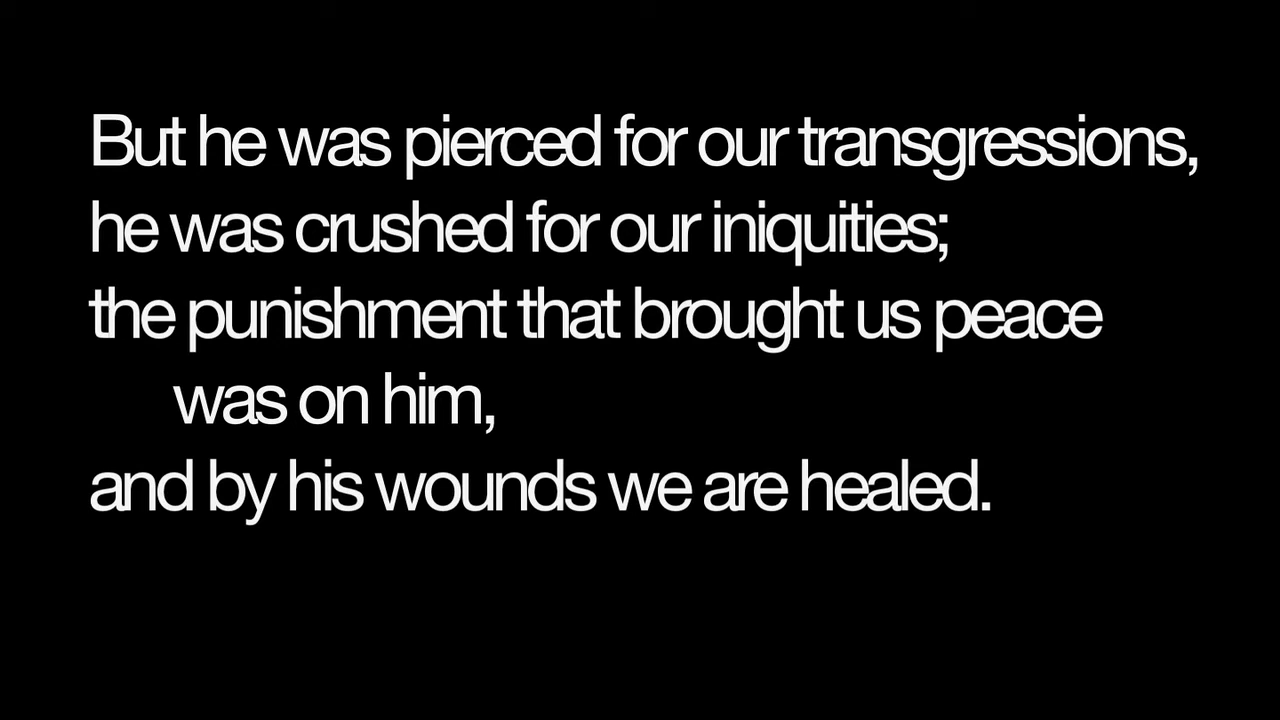 But he was pierced for our transgressions,
he was crushed for our iniquities;
the punishment that brought us peace
was on him,
and by his wounds we are healed.